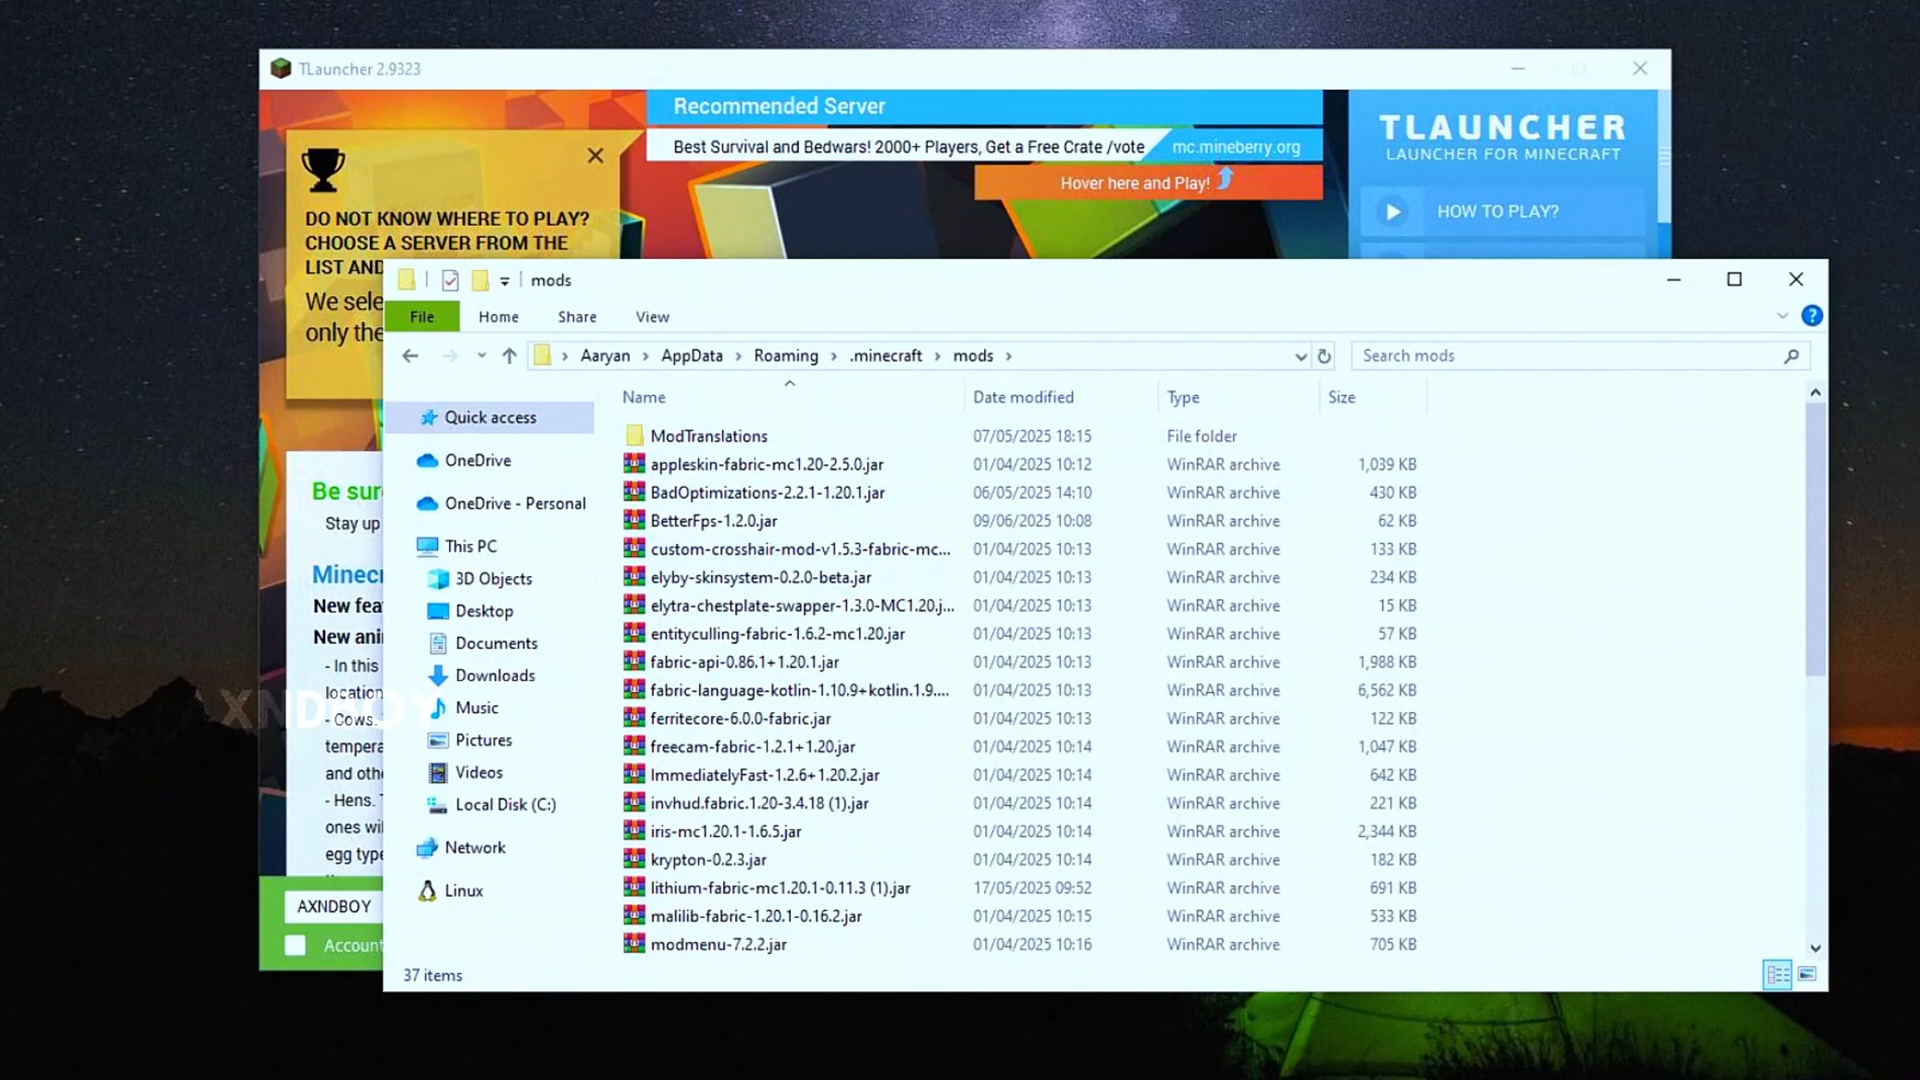 TLauncher 2.9323
Recommended Server
Best Survival and Bedwars! 2000+ Players, Get a Free Crate /vote mc.mineberry.org
Hover here and Play!
TLAUNCHER
LAUNCHER FOR MINECRAFT
HOW TO PLAY?
DO NOT KNOW WHERE TO PLAY?
CHOOSE A SERVER FROM THE
LIST AND
We sele
only the
mods
File Home Share View
Aaryan AppData Roaming .minecraft mods
Search mods
Name Date modified Type Size
Quick access
OneDrive
OneDrive - Personal
This PC
3D Objects
Desktop
Documents
Downloads
Music
Pictures
Videos
Local Disk (C:)
Network
Linux
ModTranslations 07/05/2025 18:15 File folder
appleskin-fabric-mc1.20-2.5.0.jar 01/04/2025 10:12 WinRAR archive 1,039 KB
BadOptimizations-2.2.1-1.20.1.jar 06/05/2025 14:10 WinRAR archive 430 KB
BetterFps-1.2.0.jar 09/06/2025 10:08 WinRAR archive 62 KB
custom-crosshair-mod-v1.5.3-fabric-mc... 01/04/2025 10:13 WinRAR archive 133 KB
elyby-skinsystem-0.2.0-beta.jar 01/04/2025 10:13 WinRAR archive 234 KB
elytra-chestplate-swapper-1.3.0-MC1.20.j... 01/04/2025 10:13 WinRAR archive 15 KB
entityculling-fabric-1.6.2-mc1.20.jar 01/04/2025 10:13 WinRAR archive 57 KB
fabric-api-0.86.1+1.20.1.jar 01/04/2025 10:13 WinRAR archive 1,988 KB
fabric-language-kotlin-1.10.9+kotlin.1.9.... 01/04/2025 10:13 WinRAR archive 6,562 KB
ferritecore-6.0.0-fabric.jar 01/04/2025 10:13 WinRAR archive 122 KB
freecam-fabric-1.2.1+1.20.jar 01/04/2025 10:14 WinRAR archive 1,047 KB
ImmediatelyFast-1.2.6+1.20.2.jar 01/04/2025 10:14 WinRAR archive 642 KB
invhud.fabric.1.20-3.4.18 (1).jar 01/04/2025 10:14 WinRAR archive 221 KB
iris-mc1.20.1-1.6.5.jar 01/04/2025 10:14 WinRAR archive 2,344 KB
krypton-0.2.3.jar 01/04/2025 10:14 WinRAR archive 182 KB
lithium-fabric-mc1.20.1-0.11.3 (1).jar 17/05/2025 09:52 WinRAR archive 691 KB
malilib-fabric-1.20.1-0.16.2.jar 01/04/2025 10:15 WinRAR archive 533 KB
modmenu-7.2.2.jar 01/04/2025 10:16 WinRAR archive 705 KB
37 items
Be sur
Stay up
Minecr
New fea
New ani
- In this
location
- Cows.
tempera
and othe
- Hens.
ones wil
egg type
AXNDBOY
AXNDBOY
Account